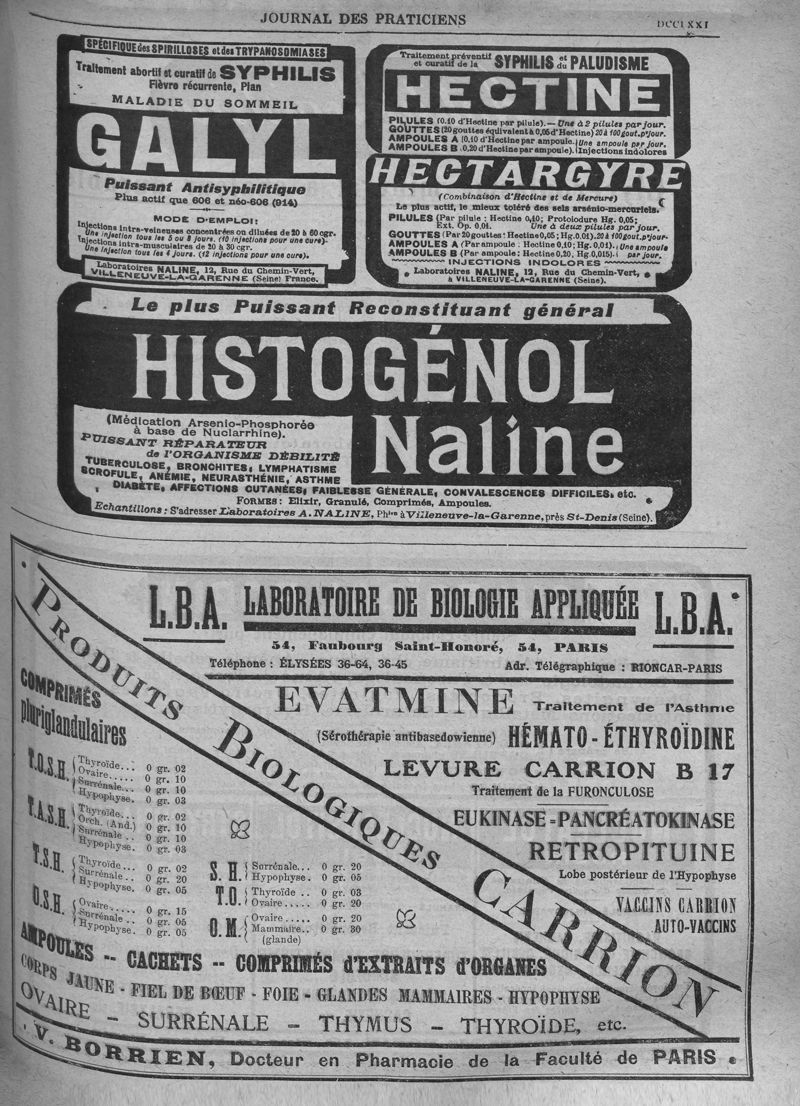 JOURNAL DES PRATICIENS
DCCLXXI
SPÉCIFIQUE des SPIRILLOSES et des TRYPANOSOMIASES
Traitement abortif et curatif de SYPHILIS
Fièvre récurrente, Pian
MALADIE DU SOMMEIL
GALYL
Puissant Antisyphilitique
Plus actif que 606 et néo-606 (914)
MODE D'EMPLOI:
Injections intra-veineuses concentrées ou diluées de 20 à 60 cgr.
Une injection tous les 5 ou 8 jours. (10 injections pour une cure)-
Injections intra-musculaires de 20 à 30 cgr.
Une injection tous les 4 jours. (12 injections pour une cure).
Laboratoires NALINE, 12, Rue du Chemin-Vert,
VILLENEUVE-LA-GARENNE (Seine) France.
Traitement préventif et curatif de la SYPHILIS et du PALUDISME
HECTINE
PILULES (0.10 d'Hectine par pilule).— Une à 2 pilules par jour.
GOUTTES (20 gouttes équivalent à 0,05 d'Hectine) 20 à 100 gout. p'jour.
AMPOULES A (0,10 d'Hectine par ampoule.) Une ampoule par jour.
AMPOULES B (0,20 d'Hectine par ampoule). Injections indolores
HECTARGYRE
(Combinaison d'Hectine et de Mercure)
Le plus actif, le mieux toléré des sels arsénio-mercuriels.
PILULES (Par pilule : Hectine 0,10; Protoiodure Hg. 0,05;
Ext. Op. 0.01. Une à deux pilules par jour.
GOUTTES (Par 20 gouttes: Hectine 0,05; Hg. 0.01). 20 à 100 gout. p'jour-
AMPOULES A (Par ampoule : Hectine 0,10; Hg. 0,01). Une ampoule
AMPOULES B (Par ampoule: Hectine 0,20, Hg. 0,015). par jour.
INJECTIONS INDOLORES
Laboratoires NALINE, 12, Rue du Chemin-Vert,
à VILLENEUVE-LA-GARENNE (Seine).
Le plus Puissant Reconstituant général
HISTOGÉNOL
Naline
(Médication Arsenio-Phosphorée
à base de Nuclarrhine).
PUISSANT RÉPARATEUR
de l'ORGANISME DÉBILITÉ
TUBERCULOSE, BRONCHITES, LYMPHATISME
SCROFULE, ANÉMIE, NEURASTHÉNIE, ASTHME
DIABÈTE, AFFECTIONS CUTANÉES, FAIBLESSE GÉNÉRALE, CONVALESCENCES DIFFICILES, etc.
FORMES: Elixir, Granulé, Comprimés, Ampoules.
Echantillons: S'adresser Laboratoires A. NALINE, Phien à Villeneuve-la-Garenne, près St-Denis (Seine).
L.B.A. LABORATOIRE DE BIOLOGIE APPLIQUÉE L.B.A.
54, Faubourg Saint-Honoré, 54, PARIS
Téléphone : ÉLYSÉES 36-64, 36-45
Adr. Télégraphique : RIONCAR-PARIS
PRODUITS BIOLOGIQUES CARRION
EVATMINE Traitement de l'Asthme
(Sérothérapie antibasedowienne) HÉMATO-ÉTHYROÏDINE
LEVURE CARRION B 17
Traitement de la FURONCULOSE
EUKINASE-PANCRÉATOKINASE
RETROPITUINE
Lobe postérieur de l'Hypophyse
VACCINS CARRION
AUTO-VACCINS
COMPRIMÉS
pluriglandulaires
T.O.S.H. Thyroïde... 0 gr. 02
Ovaire..... 0 gr. 10
Surrénale.. 0 gr. 10
Hypophyse. 0 gr. 03
T.A.S.H. Thyroïde... 0 gr. 02
Orch. (And.) 0 gr. 10
Surrénale .. 0 gr. 10
Hypophyse. 0 gr. 03
T.S.H. Thyroïde... 0 gr. 02
Surrénale .. 0 gr. 20
Hypophyse. 0 gr. 05
O.S.H. Ovaire..... 0 gr. 15
Surrénale.. 0 gr. 05
Hypophyse. 0 gr. 05
S.H. Surrénale... 0 gr. 20
Hypophyse. 0 gr. 05
T.O. Thyroïde .. 0 gr. 03
Ovaire..... 0 gr. 20
O.M. Ovaire..... 0 gr. 20
Mammaire.. 0 gr. 30
(glande)
AMPOULES -- CACHETS -- COMPRIMÉS d'EXTRAITS d'ORGANES
CORPS JAUNE - FIEL DE BŒUF - FOIE - GLANDES MAMMAIRES - HYPOPHYSE
OVAIRE - SURRÉNALE - THYMUS - THYROÏDE, etc.
V. BORRIEN, Docteur en Pharmacie de la Faculté de PARIS